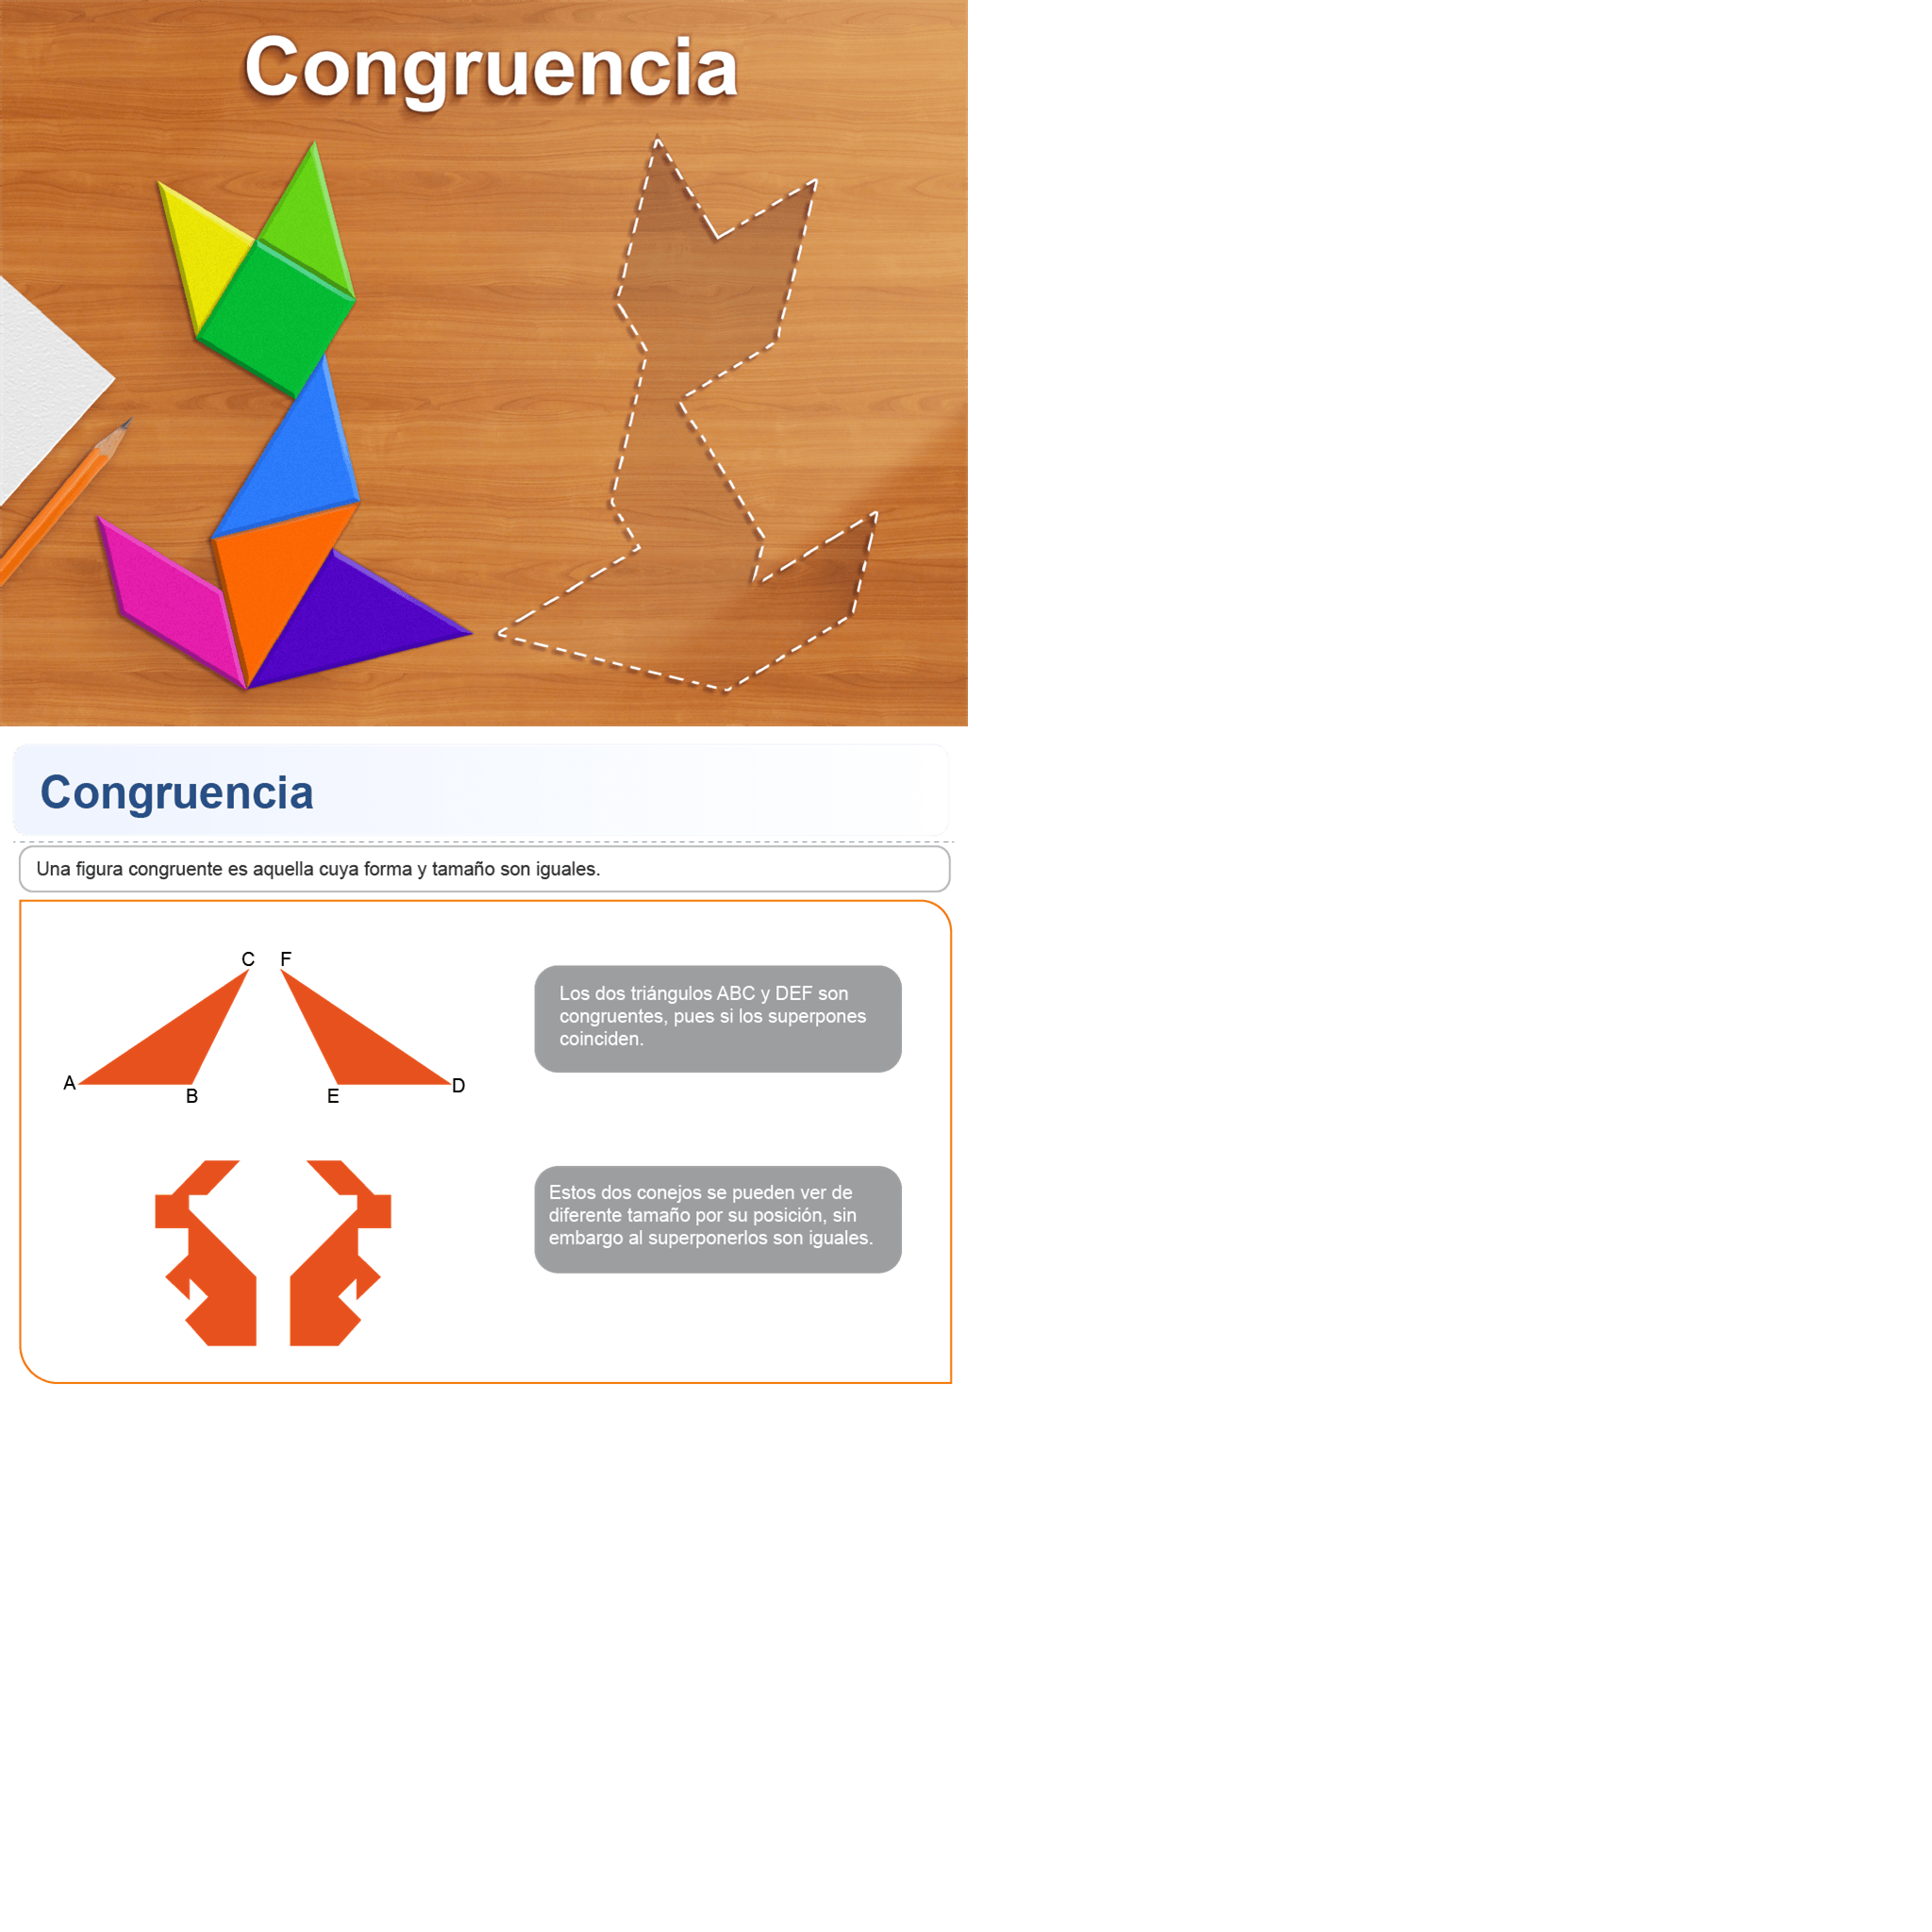 Congruencia
Congruencia
Una figura congruente es aquella cuya forma y tamaño son iguales.
C F
A
B
E
D
Los dos triángulos ABC y DEF son
congruentes, pues si los superpones
coinciden.
Estos dos conejos se pueden ver de
diferente tamaño por su posición, sin
embargo al superponerlos son iguales.